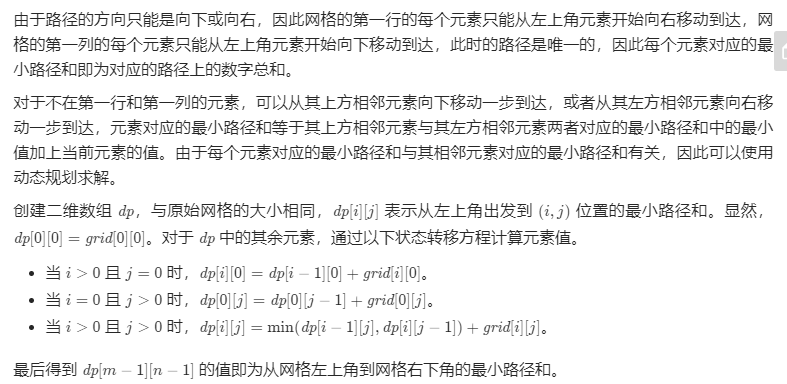 由于路径的方向只能是向下或向右，因此网格的第一行的每个元素只能从左上角元素开始向右移动到达，网
格的第一列的每个元素只能从左上角元素开始向下移动到达，此时的路径是唯一的，因此每个元素对应的最
小路径和即为对应的路径上的数字总和。
对于不在第一行和第一列的元素，可以从其上方相邻元素向下移动一步到达，或者从其左方相邻元素向右移
动一步到达，元素对应的最小路径和等于其上方相邻元素与其左方相邻元素两者对应的最小路径和中的最小
值加上当前元素的值。由于每个元素对应的最小路径和与其相邻元素对应的最小路径和有关，因此可以使用
动态规划求解。
创建二维数组 dp，与原始网格的大小相同，dp[i][j] 表示从左上角出发到 (i, j) 位置的最小路径和。显然，
dp[0][0] = grid[0][0]。对于 dp 中的其余元素，通过以下状态转移方程计算元素值。
• 当 i > 0 且 j = 0 时，dp[i][0] = dp[i − 1][0] + grid[i][0]。
• 当 i = 0 且 j > 0 时，dp[0][j] = dp[0][j − 1] + grid[0][j]。
• 当 i > 0 且 j > 0 时，dp[i][j] = min(dp[i − 1][j], dp[i][j − 1]) + grid[i][j]。
最后得到 dp[m − 1][n − 1] 的值即为从网格左上角到网格右下角的最小路径和。